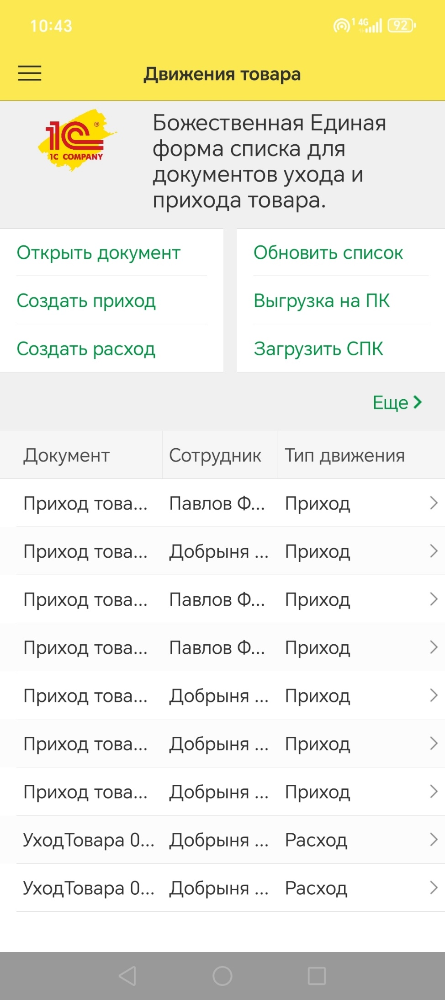 10:43
1 4G 92
Движения товара
1С ®
1C COMPANY
Божественная Единая
форма списка для
документов ухода и
прихода товара.
Открыть документ
Создать приход
Создать расход
Обновить список
Выгрузка на ПК
Загрузить СПК
Еще
Документ Сотрудник Тип движения
Приход това... Павлов Ф... Приход
Приход това... Добрыня ... Приход
Приход това... Павлов Ф... Приход
Приход това... Павлов Ф... Приход
Приход това... Добрыня ... Приход
Приход това... Добрыня ... Приход
Приход това... Добрыня ... Приход
УходТовара 0... Добрыня ... Расход
УходТовара 0... Добрыня ... Расход